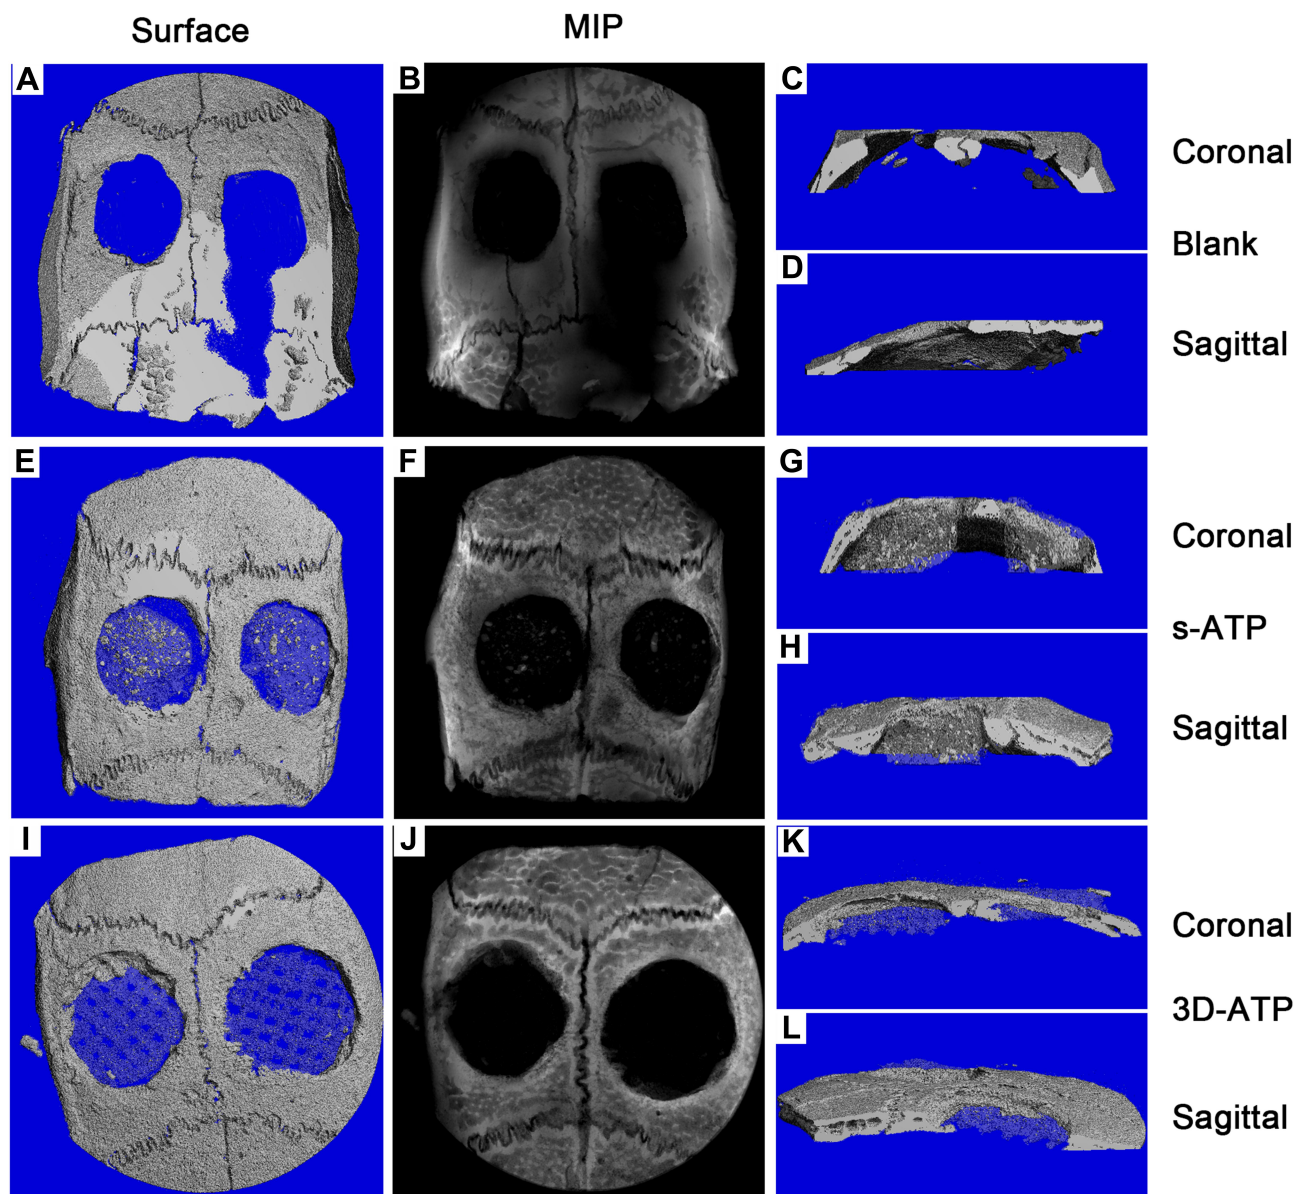 Surface
MIP
A
B
C
Coronal
Blank
D
Sagittal
E
F
G
Coronal
s-ATP
H
Sagittal
I
J
K
Coronal
3D-ATP
L
Sagittal